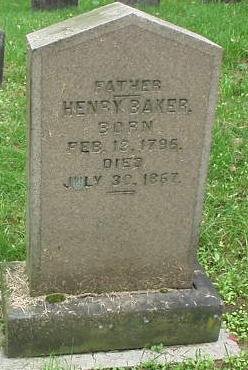 FATHER
HENRY BAKER.
BORN
FEB. 12, 1795.
DIED
JULY 30, 1867.